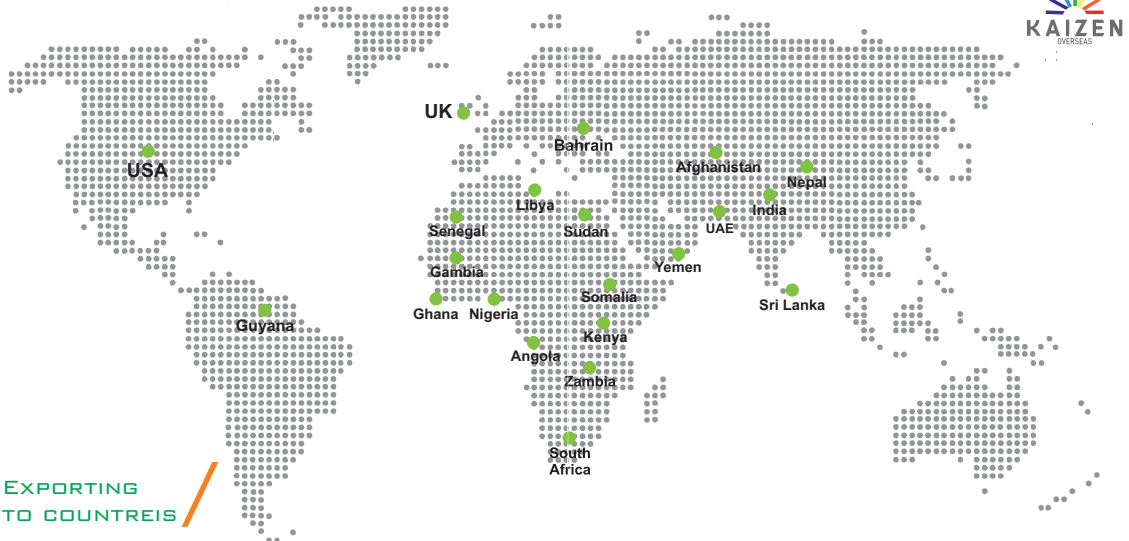 KAIZEN
OVERSEAS
UK
Bahrain
USA
Afghanistan
Nepal
Libya
India
Senegal
Sudan
UAE
Gambia
Yemen
Somalia
Sri Lanka
Ghana
Nigeria
Guyana
Kenya
Angola
Zambia
South
Africa
EXPORTING
TO COUNTREIS